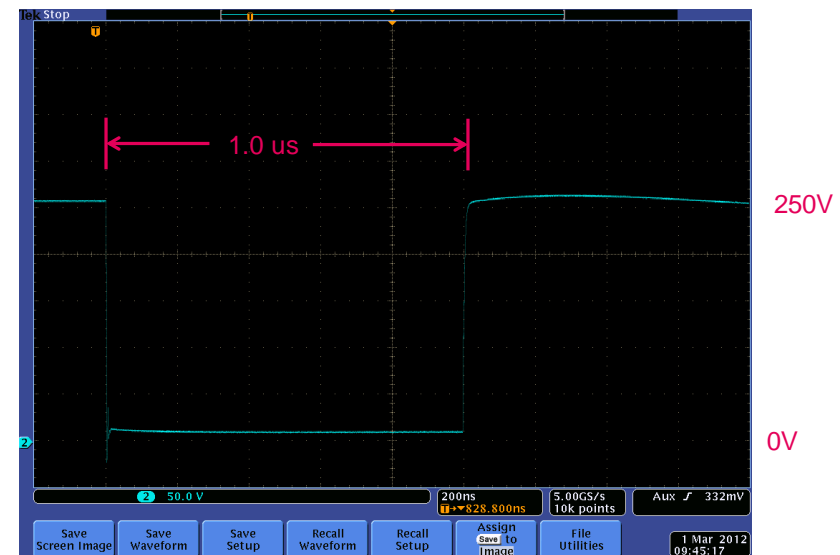 Tek Stop
T
T
1.0 us
250V
2
0V
2 50.0 V
200ns
T→▼828.800ns
5.00GS/s
10k points
Aux ʃ 332mV
Save
Screen Image
Save
Waveform
Save
Setup
Recall
Waveform
Recall
Setup
Assign
Save to
Image
File
Utilities
1 Mar 2012
09:45:17